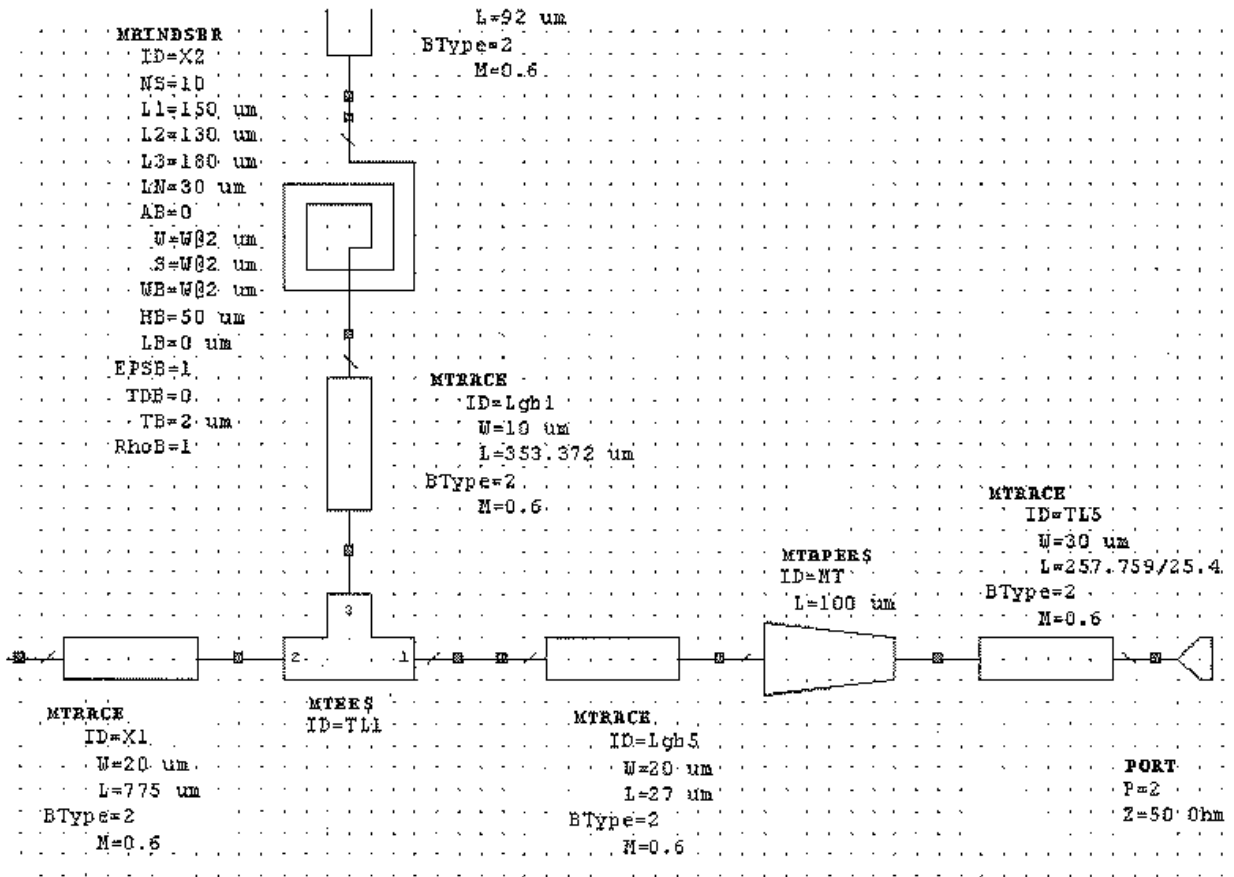 L=92 um
BType=2
M=0.6
MRINDSBR
ID=X2
NS=10
L1=150 um
L2=130 um
L3=180 um
LN=30 um
AB=0
W=W@2 um
S=W@2 um
WB=W@2 um
HB=50 um
LB=0 um
EPSB=1
TDB=0
TB=2 um
RhoB=1
MTRACE
ID=Lgb1
W=10 um
L=353.372 um
BType=2
M=0.6
MTRACE
ID=TL5
W=30 um
L=257.759/25.4
BType=2
M=0.6
MTAPER$
ID=MT
L=100 um
3
2
1
MTRACE
ID=X1
W=20 um
L=775 um
BType=2
M=0.6
MTEE$
ID=TL1
MTRACE
ID=Lgb5
W=20 um
L=27 um
BType=2
M=0.6
PORT
P=2
Z=50 Ohm